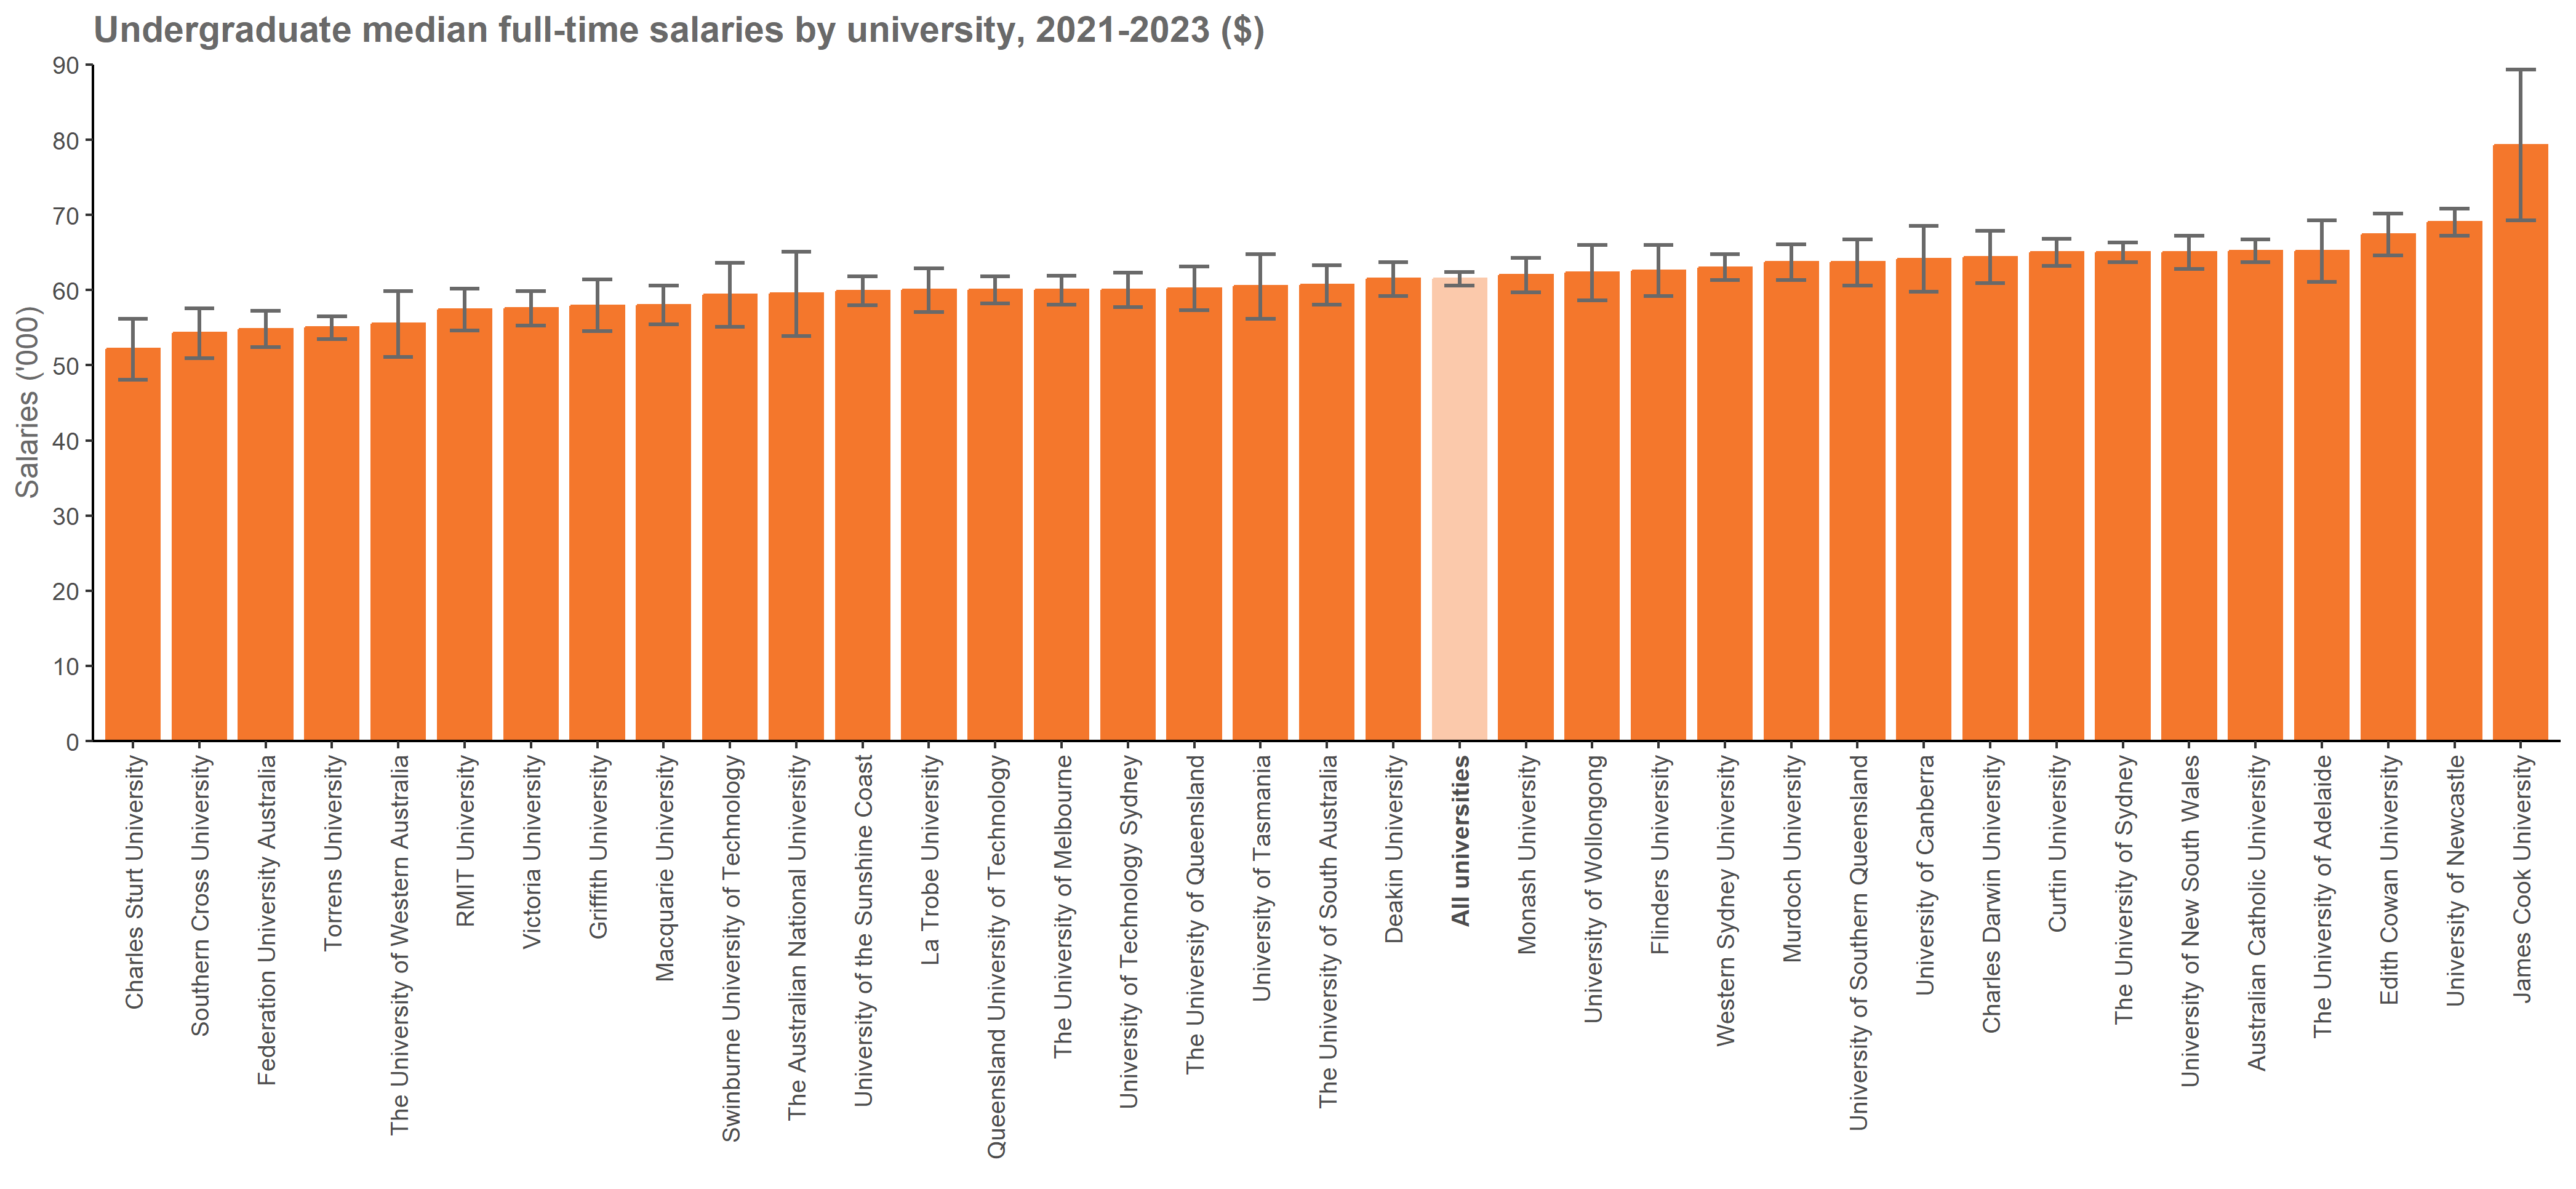 Undergraduate median full-time salaries by university, 2021-2023 ($)
Salaries ('000)
90
80
70
60
50
40
30
20
10
0
Charles Sturt University
Southern Cross University
Federation University Australia
Torrens University
The University of Western Australia
RMIT University
Victoria University
Griffith University
Macquarie University
Swinburne University of Technology
The Australian National University
University of the Sunshine Coast
La Trobe University
Queensland University of Technology
The University of Melbourne
University of Technology Sydney
The University of Queensland
University of Tasmania
The University of South Australia
Deakin University
All universities
Monash University
University of Wollongong
Flinders University
Western Sydney University
Murdoch University
University of Southern Queensland
University of Canberra
Charles Darwin University
Curtin University
The University of Sydney
University of New South Wales
Australian Catholic University
The University of Adelaide
Edith Cowan University
University of Newcastle
James Cook University